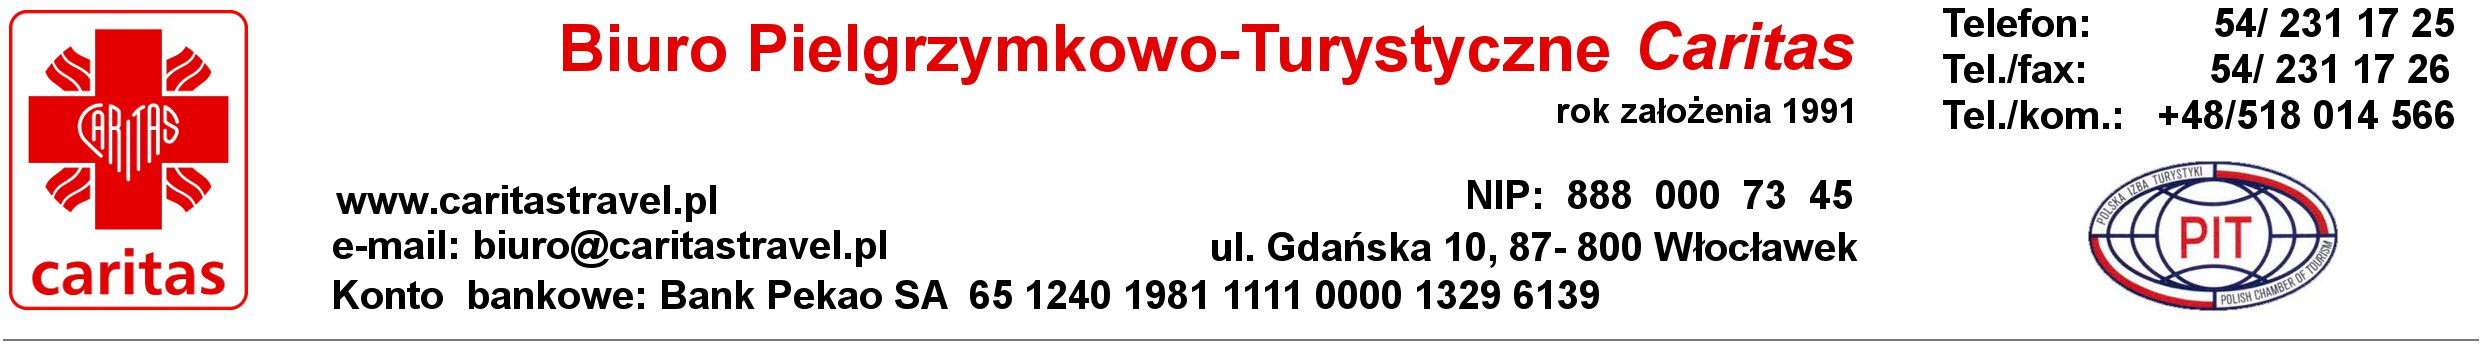 CARITAS
caritas
Biuro Pielgrzymkowo-Turystyczne Caritas
rok założenia 1991
www.caritastravel.pl
e-mail: biuro@caritastravel.pl
NIP: 888 000 73 45
ul. Gdańska 10, 87- 800 Włocławek
Konto bankowe: Bank Pekao SA 65 1240 1981 1111 0000 1329 6139
Telefon: 54/ 231 17 25
Tel./fax: 54/ 231 17 26
Tel./kom.: +48/518 014 566
POLSKA IZBA TURYSTYKI
PIT
POLISH CHAMBER OF TOURISM